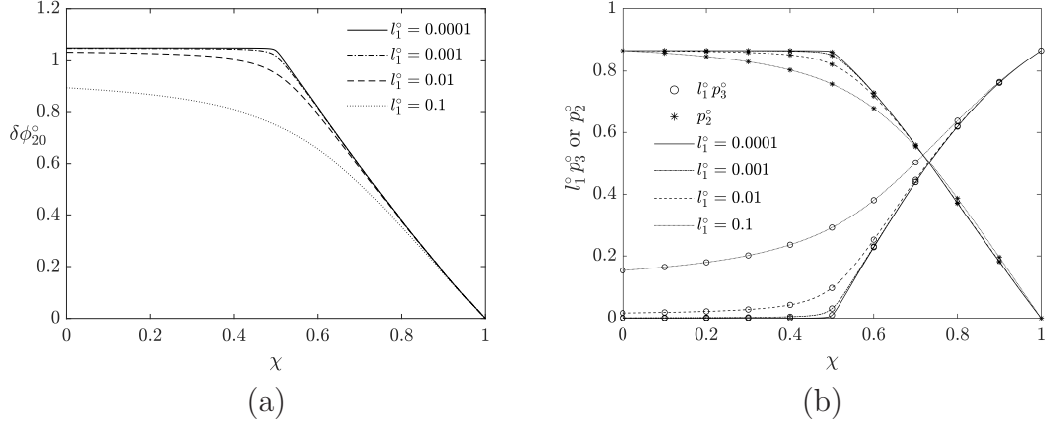 1.2
1
0.8
0.6
0.4
0.2
0
δϕ°₂₀
l°₁ = 0.0001
l°₁ = 0.001
l°₁ = 0.01
l°₁ = 0.1
0 0.2 0.4 0.6 0.8 1
χ
(a)
1
0.8
0.6
0.4
0.2
0
l°₁ p°₃ or p°₂
l°₁ p°₃
p°₂
l°₁ = 0.0001
l°₁ = 0.001
l°₁ = 0.01
l°₁ = 0.1
0 0.2 0.4 0.6 0.8 1
χ
(b)